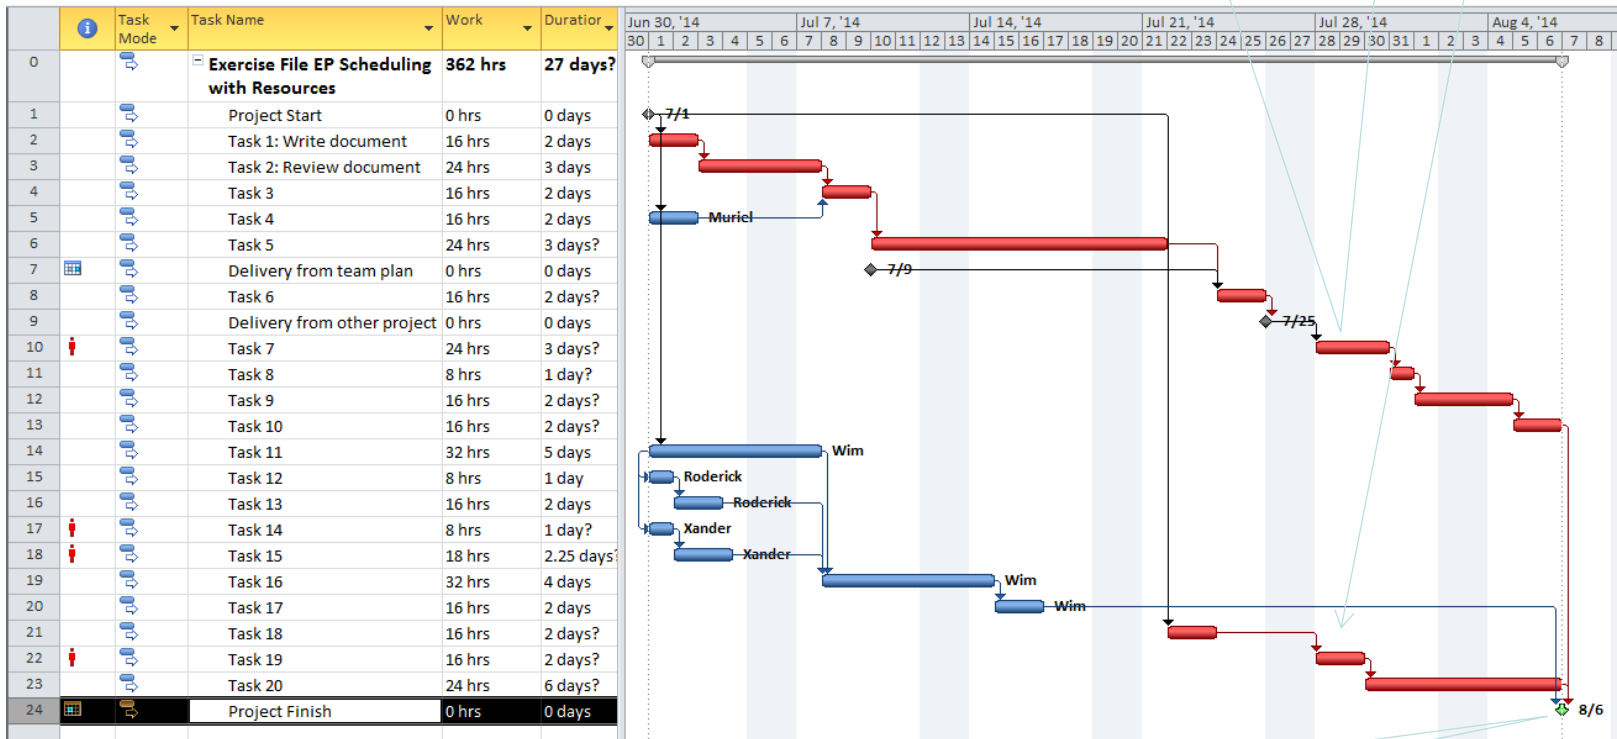 Task Mode Task Name Work Duration Jun 30, '14 Jul 7, '14 Jul 14, '14 Jul 21, '14 Jul 28, '14 Aug 4, '14
30 1 2 3 4 5 6 7 8 9 10 11 12 13 14 15 16 17 18 19 20 21 22 23 24 25 26 27 28 29 30 31 1 2 3 4 5 6 7 8
0 Exercise File EP Scheduling 362 hrs 27 days?
with Resources
1 Project Start 0 hrs 0 days 7/1
2 Task 1: Write document 16 hrs 2 days
3 Task 2: Review document 24 hrs 3 days
4 Task 3 16 hrs 2 days
5 Task 4 16 hrs 2 days Muriel
6 Task 5 24 hrs 3 days?
7 Delivery from team plan 0 hrs 0 days 7/9
8 Task 6 16 hrs 2 days?
9 Delivery from other project 0 hrs 0 days 7/25
10 Task 7 24 hrs 3 days?
11 Task 8 8 hrs 1 day?
12 Task 9 16 hrs 2 days?
13 Task 10 16 hrs 2 days?
14 Task 11 32 hrs 5 days Wim
15 Task 12 8 hrs 1 day Roderick
16 Task 13 16 hrs 2 days Roderick
17 Task 14 8 hrs 1 day? Xander
18 Task 15 18 hrs 2.25 days? Xander
19 Task 16 32 hrs 4 days Wim
20 Task 17 16 hrs 2 days Wim
21 Task 18 16 hrs 2 days?
22 Task 19 16 hrs 2 days?
23 Task 20 24 hrs 6 days?
24 Project Finish 0 hrs 0 days 8/6